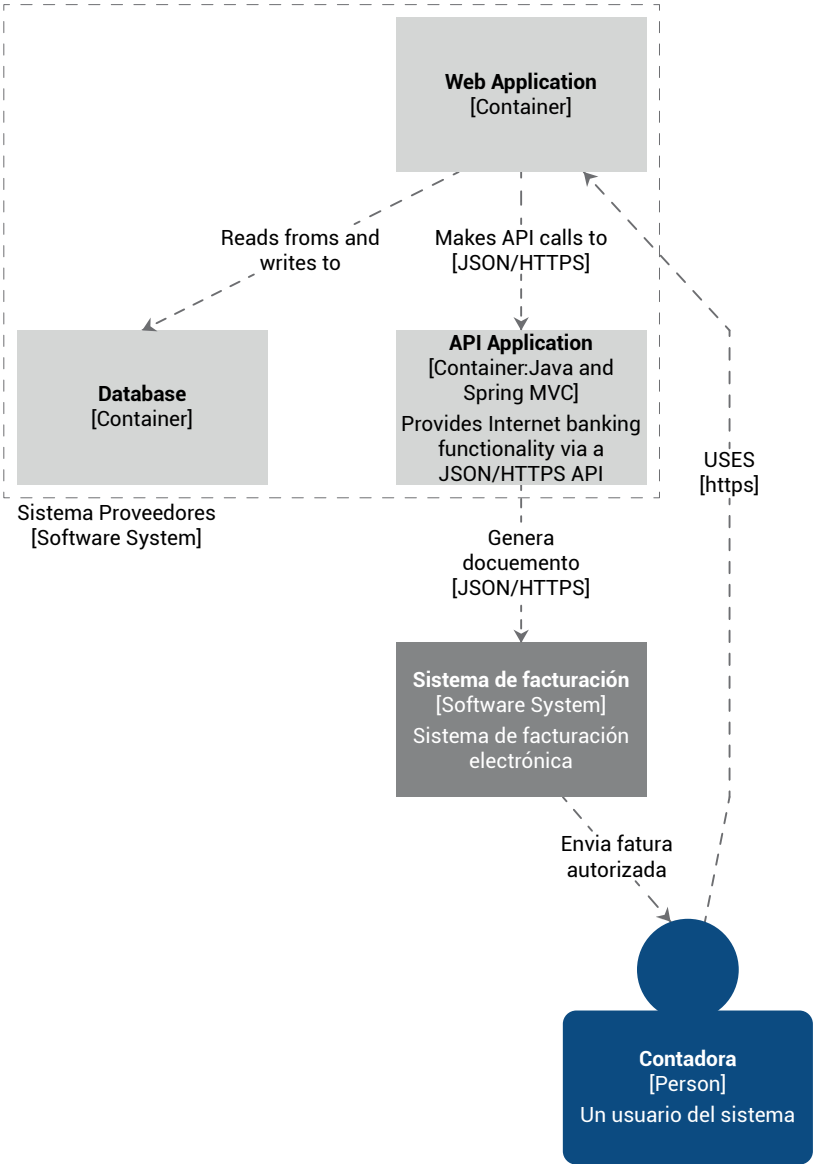 Web Application
[Container]
Reads froms and
writes to
Makes API calls to
[JSON/HTTPS]
Database
[Container]
API Application
[Container:Java and
Spring MVC]
Provides Internet banking
functionality via a
JSON/HTTPS API
USES
[https]
Sistema Proveedores
[Software System]
Genera
docuemento
[JSON/HTTPS]
Sistema de facturación
[Software System]
Sistema de facturación
electrónica
Envia fatura
autorizada
Contadora
[Person]
Un usuario del sistema